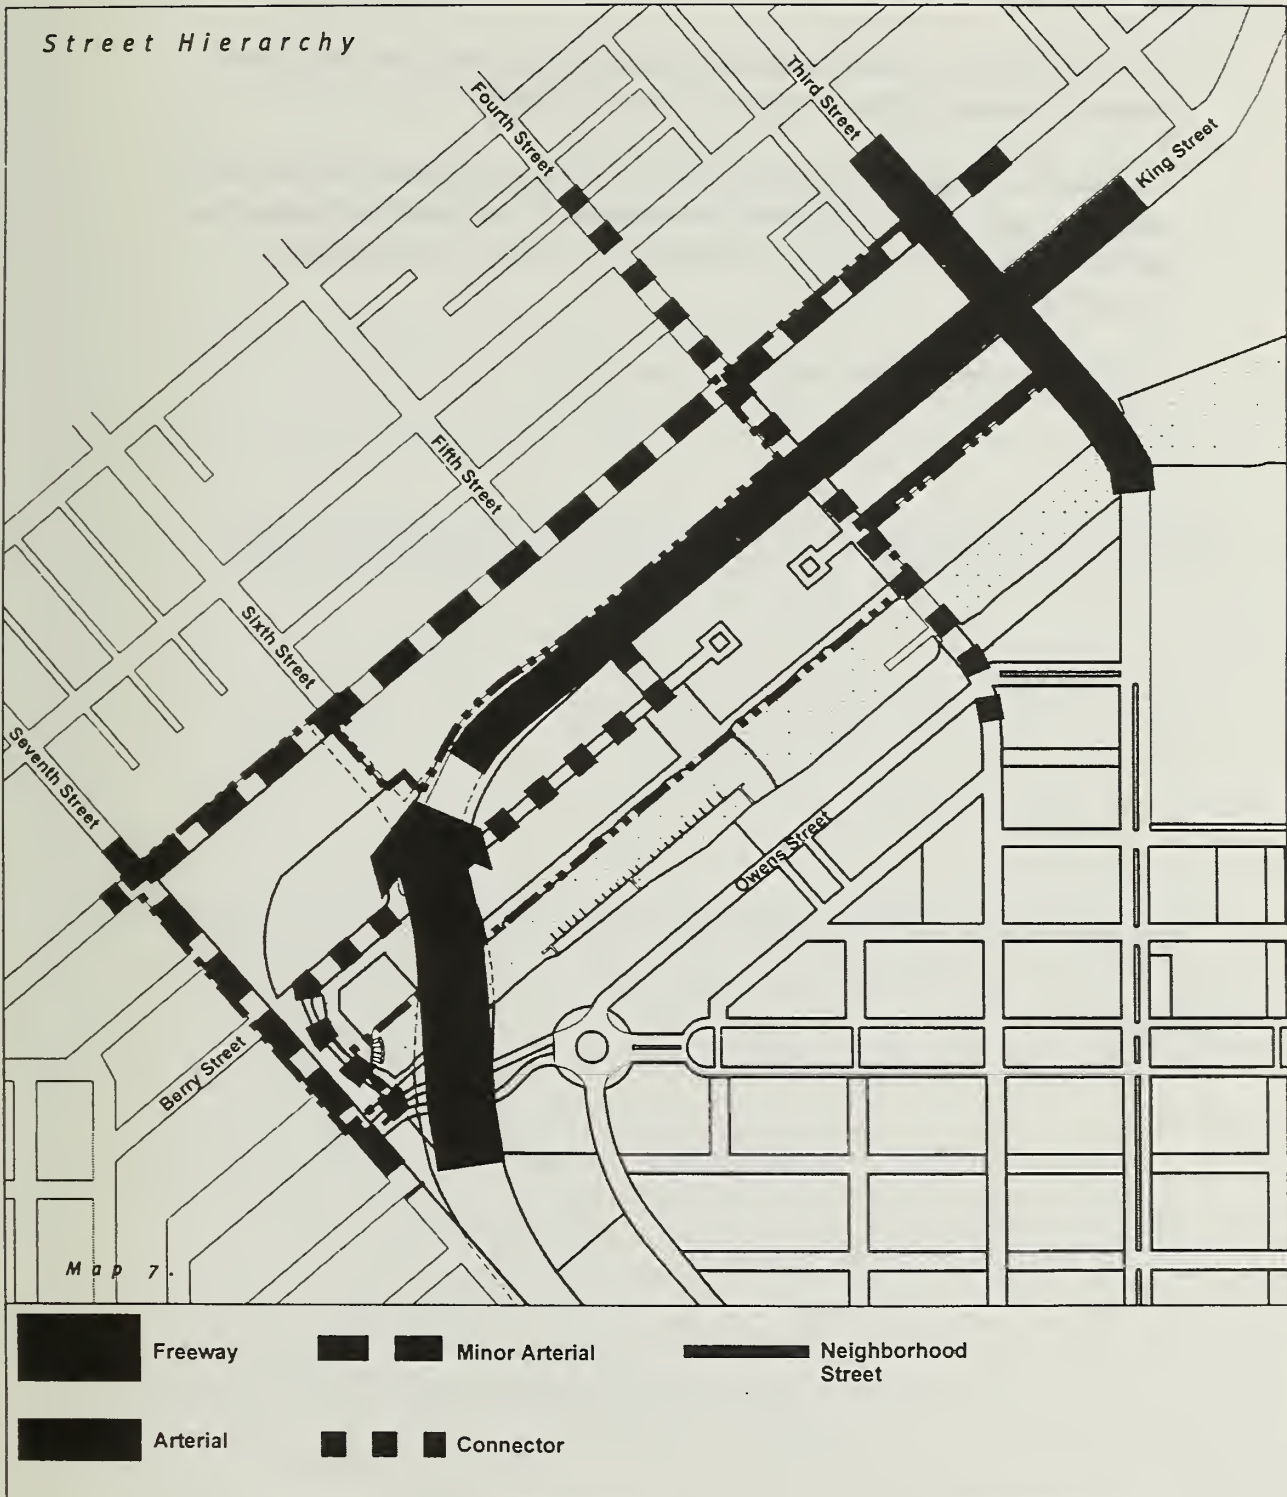 Street Hierarchy
Fourth Street
Third Street
King Street
Fifth Street
Sixth Street
Seventh Street
Owens Street
Berry Street
Map 7.
Freeway
Minor Arterial
Neighborhood
Street
Arterial
Connector